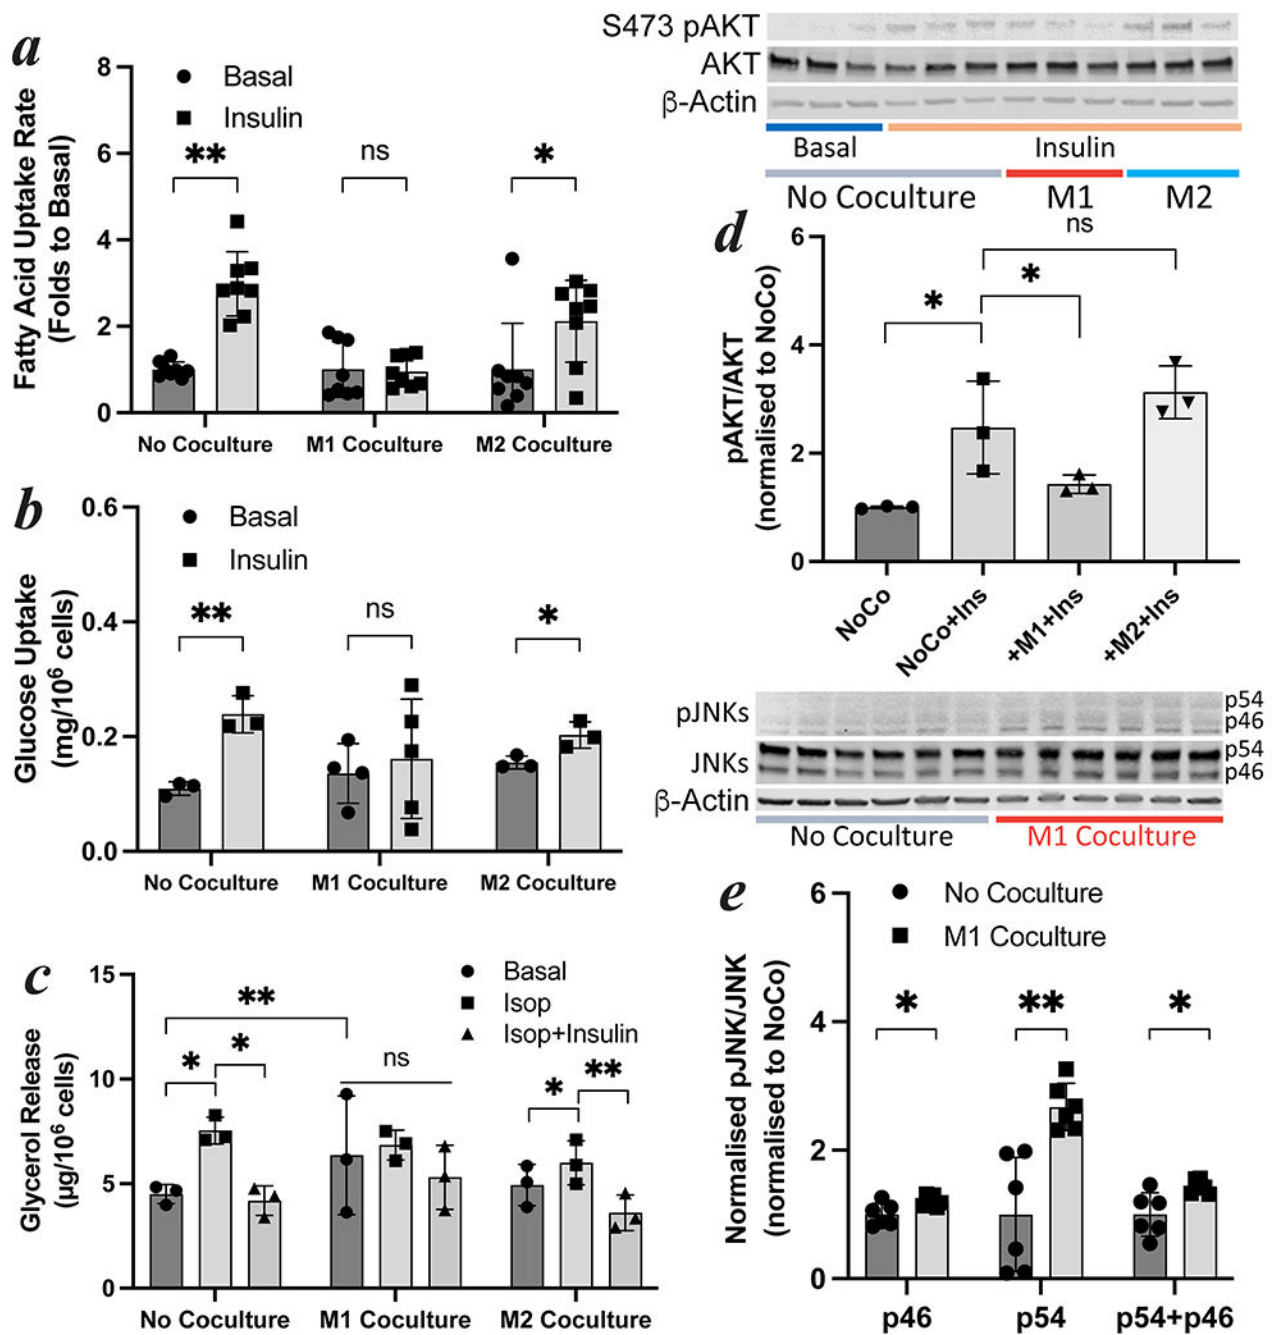 a
Fatty Acid Uptake Rate
(Folds to Basal)
8
6
4
2
0
Basal
Insulin
**
ns
*
No Coculture
M1 Coculture
M2 Coculture
b
Glucose Uptake
(mg/10⁶ cells)
0.6
0.4
0.2
0.0
Basal
Insulin
**
ns
*
No Coculture
M1 Coculture
M2 Coculture
c
Glycerol Release
(µg/10⁶ cells)
15
10
5
0
Basal
Isop
Isop+Insulin
**
*
*
ns
*
**
No Coculture
M1 Coculture
M2 Coculture
S473 pAKT
AKT
β-Actin
Basal
Insulin
No Coculture
M1
M2
d
pAKT/AKT
(normalised to NoCo)
6
4
2
0
ns
*
*
NoCo
NoCo+Ins
+M1+Ins
+M2+Ins
pJNKs
p54
p46
JNKs
p54
p46
β-Actin
No Coculture
M1 Coculture
e
Normalised pJNK/JNK
(normalised to NoCo)
6
4
2
0
No Coculture
M1 Coculture
*
**
*
p46
p54
p54+p46